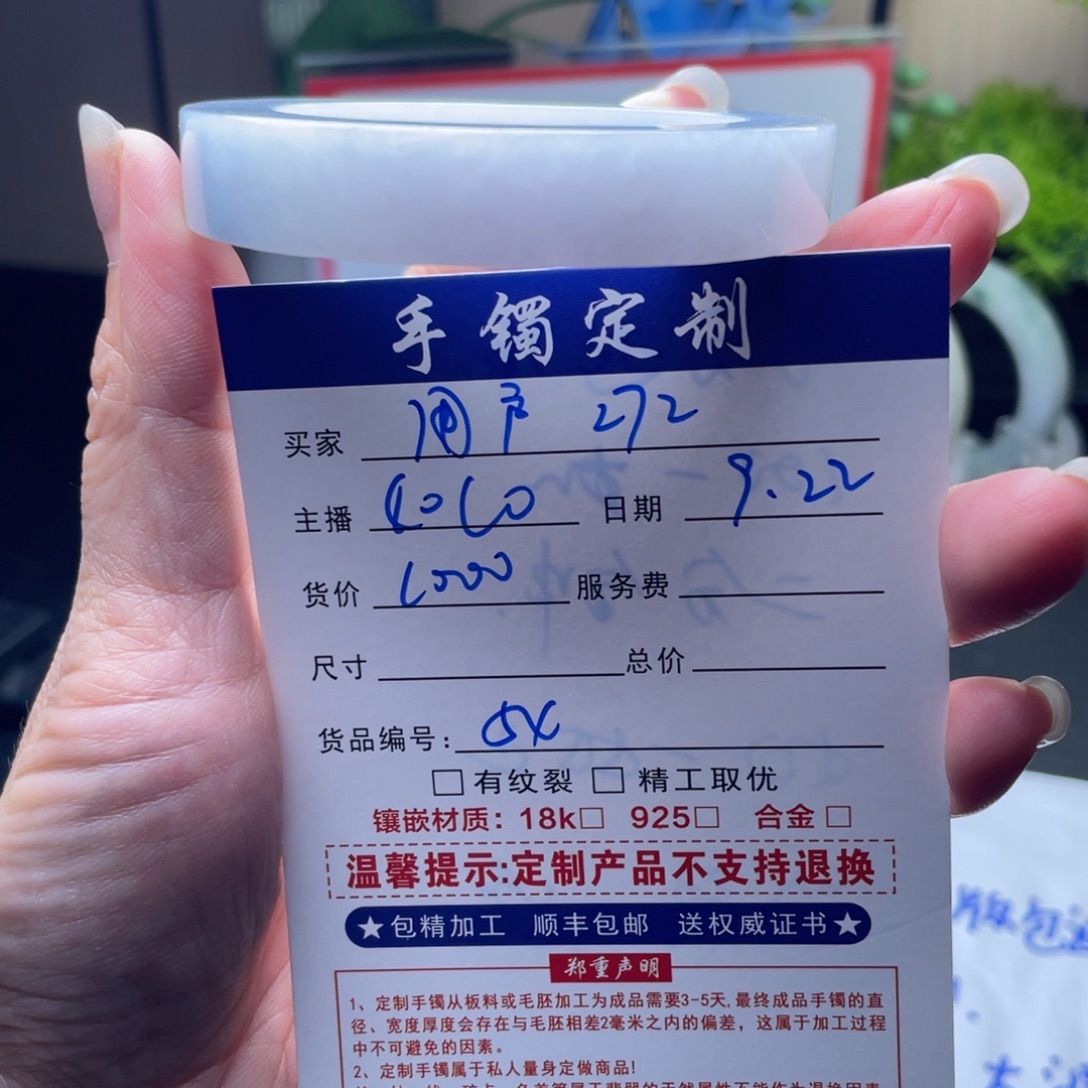 手镯定制
买家 用户 272
主播 COCO 日期 9.22
货价 1000 服务费
尺寸 总价
货品编号: 5X
有纹裂 精工取优
镶嵌材质: 18k 925 合金
温馨提示:定制产品不支持退换
★包精加工 顺丰包邮 送权威证书★
郑重声明
1、定制手镯从板料或毛胚加工为成品需要3-5天,最终成品手镯的直
径、宽度厚度会存在与毛胚相差2毫米之内的偏差，这属于加工过程
中不可避免的因素。
2、定制手镯属于私人量身定做商品!